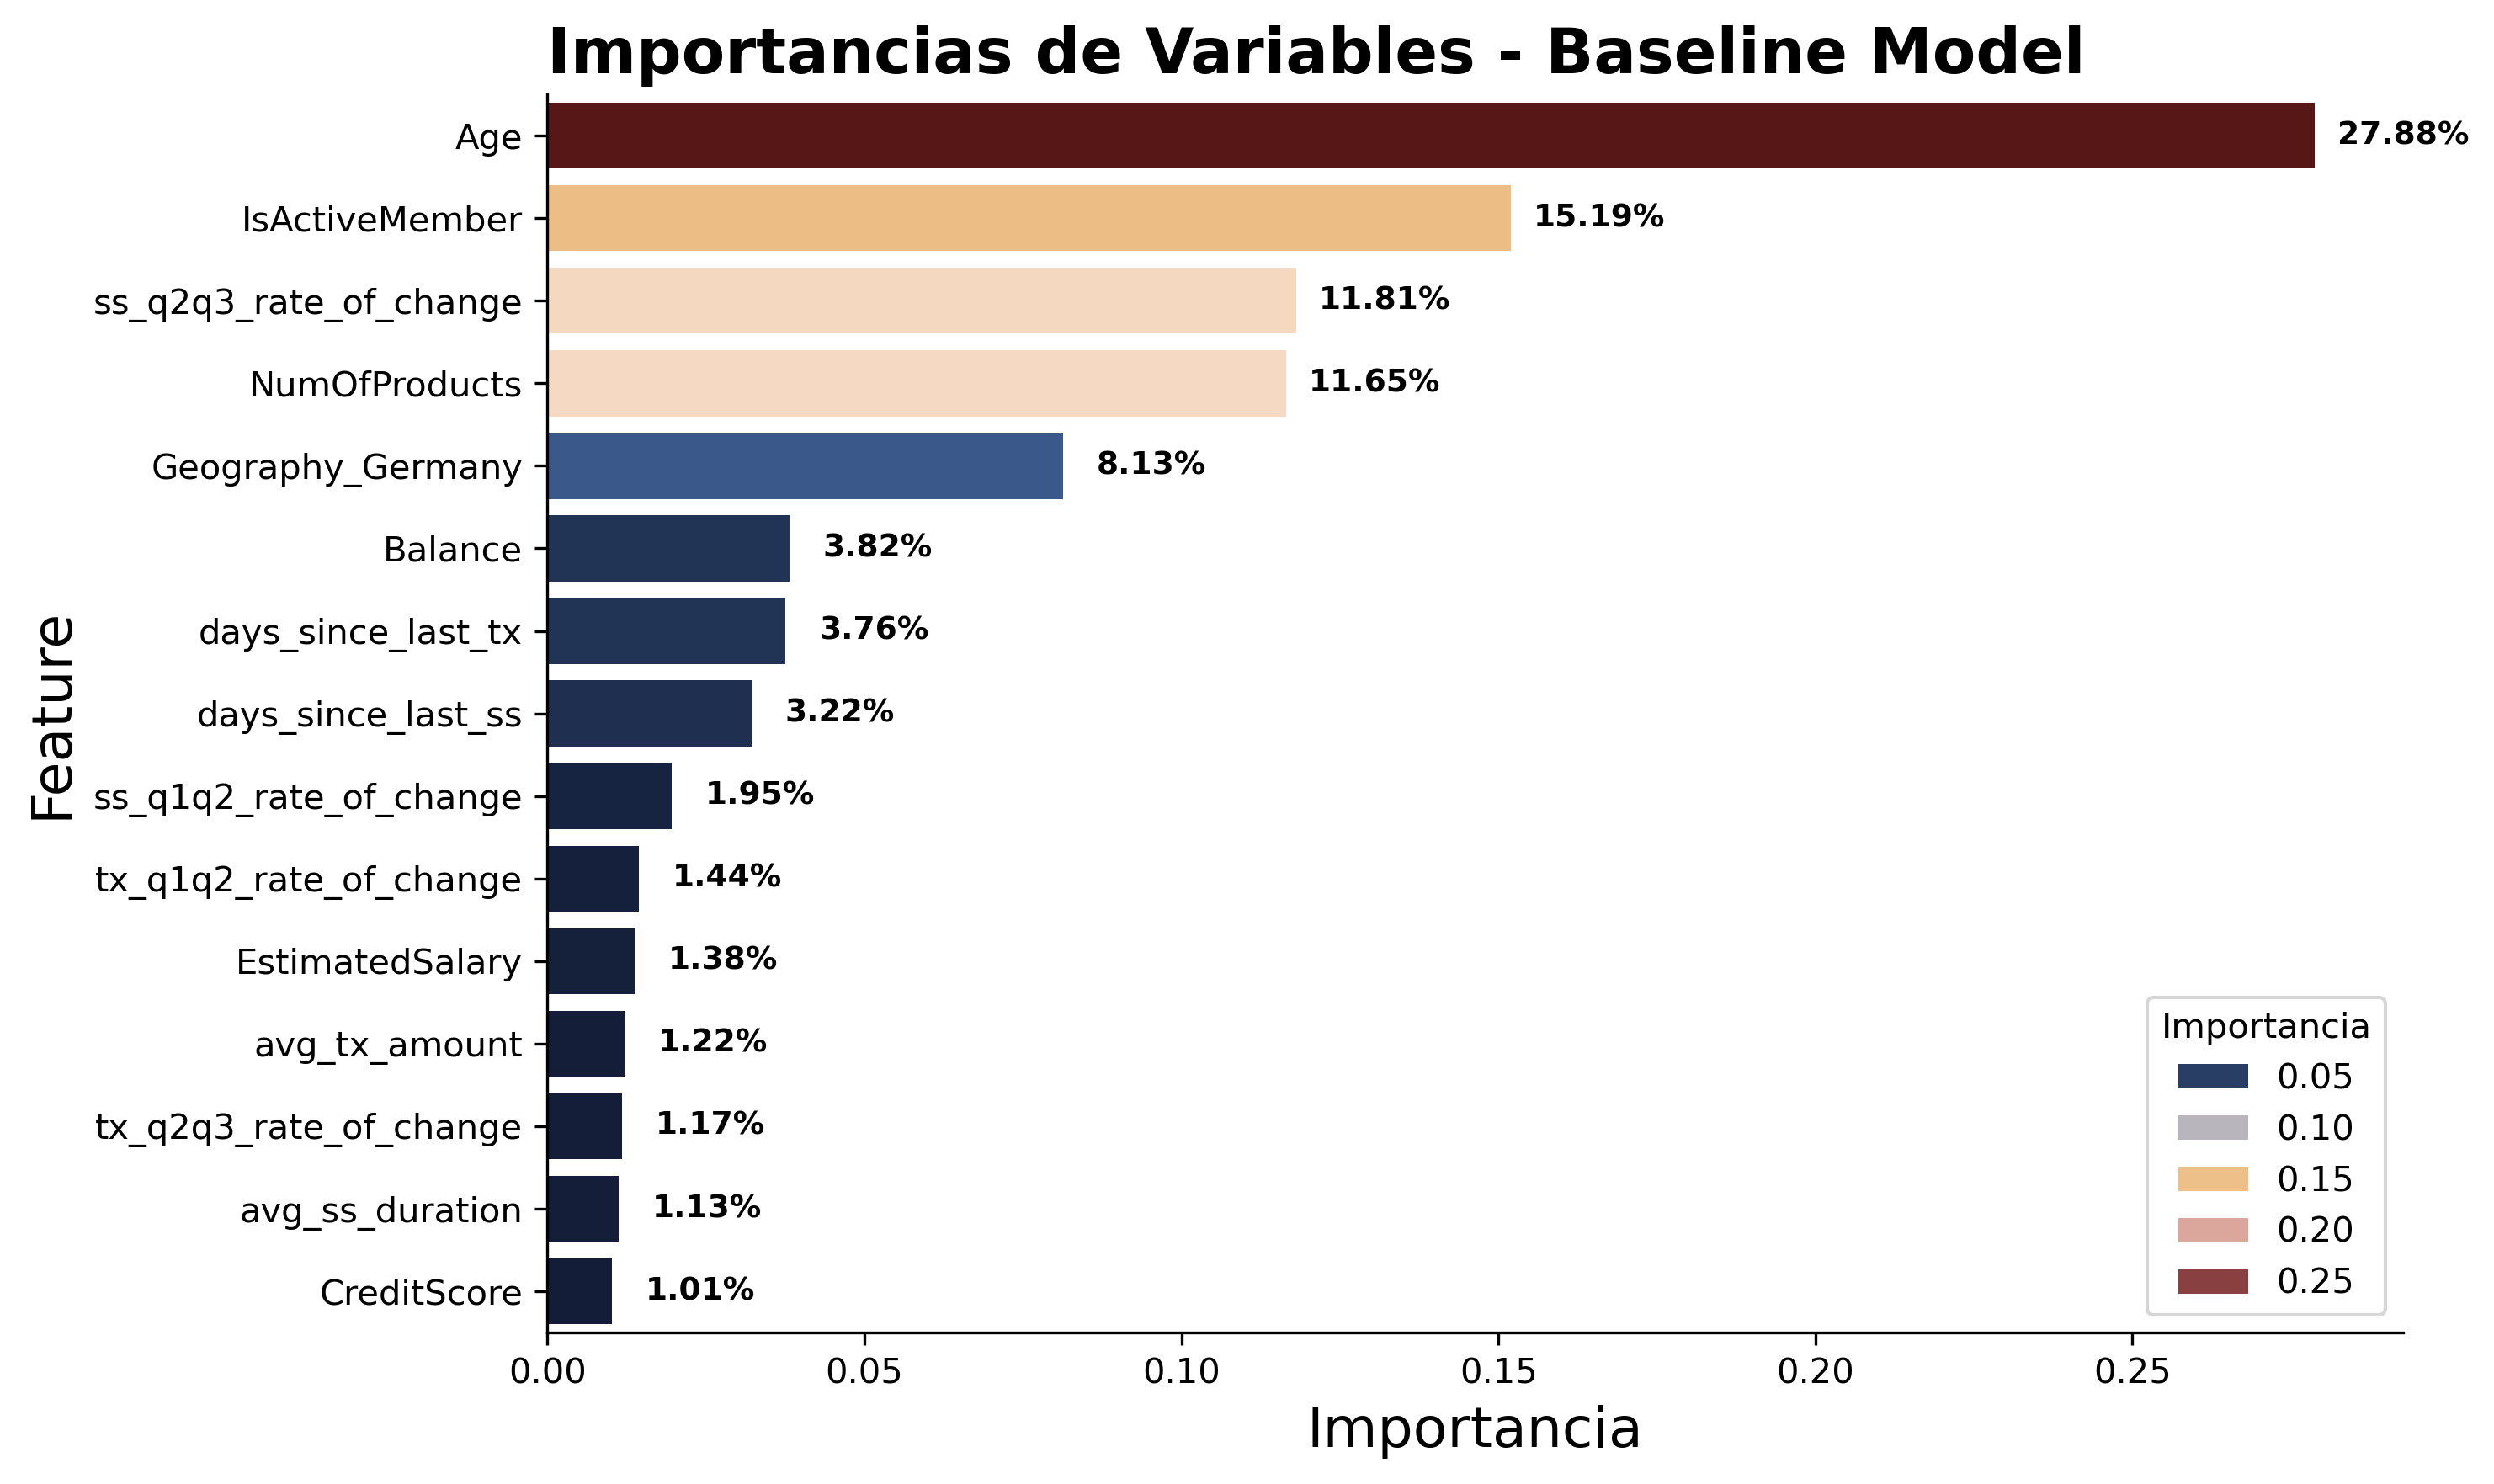 Importancias de Variables - Baseline Model
Age 27.88%
IsActiveMember 15.19%
ss_q2q3_rate_of_change 11.81%
NumOfProducts 11.65%
Geography_Germany 8.13%
Balance 3.82%
days_since_last_tx 3.76%
days_since_last_ss 3.22%
ss_q1q2_rate_of_change 1.95%
tx_q1q2_rate_of_change 1.44%
EstimatedSalary 1.38%
avg_tx_amount 1.22%
tx_q2q3_rate_of_change 1.17%
avg_ss_duration 1.13%
CreditScore 1.01%
Feature
Importancia
0.05
0.10
0.15
0.20
0.25
0.00 0.05 0.10 0.15 0.20 0.25
Importancia